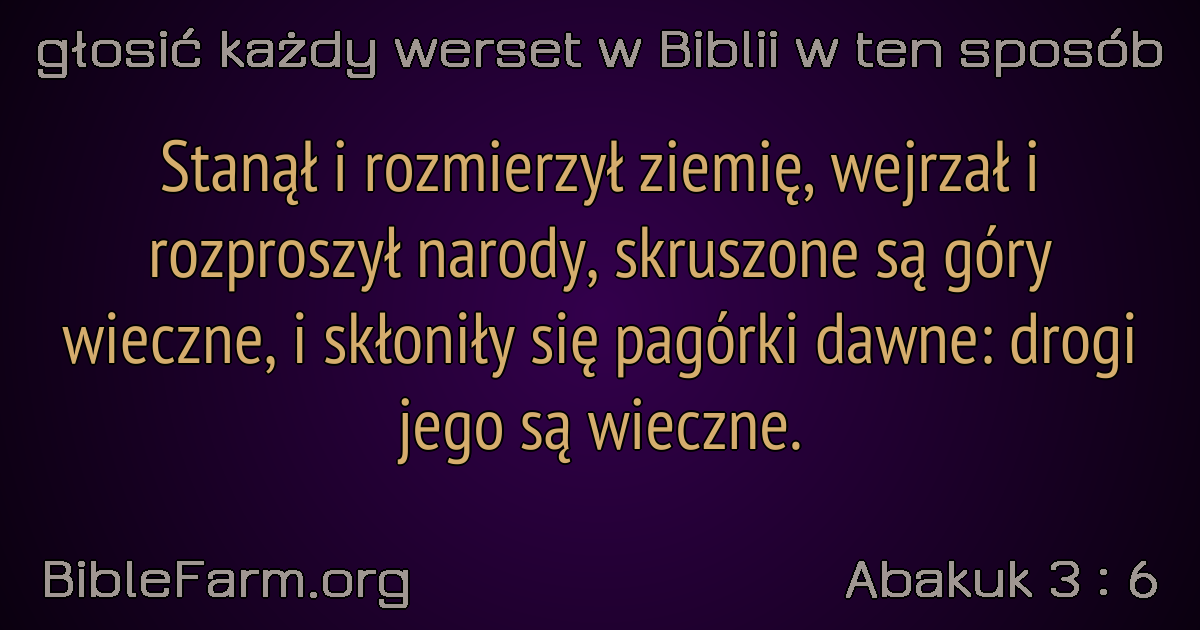 głosić każdy werset w Biblii w ten sposób
Stanął i rozmierzył ziemię, wejrzał i
rozproszył narody, skruszone są góry
wieczne, i skłoniły się pagórki dawne: drogi
jego są wieczne.
BibleFarm.org
Abakuk 3 : 6